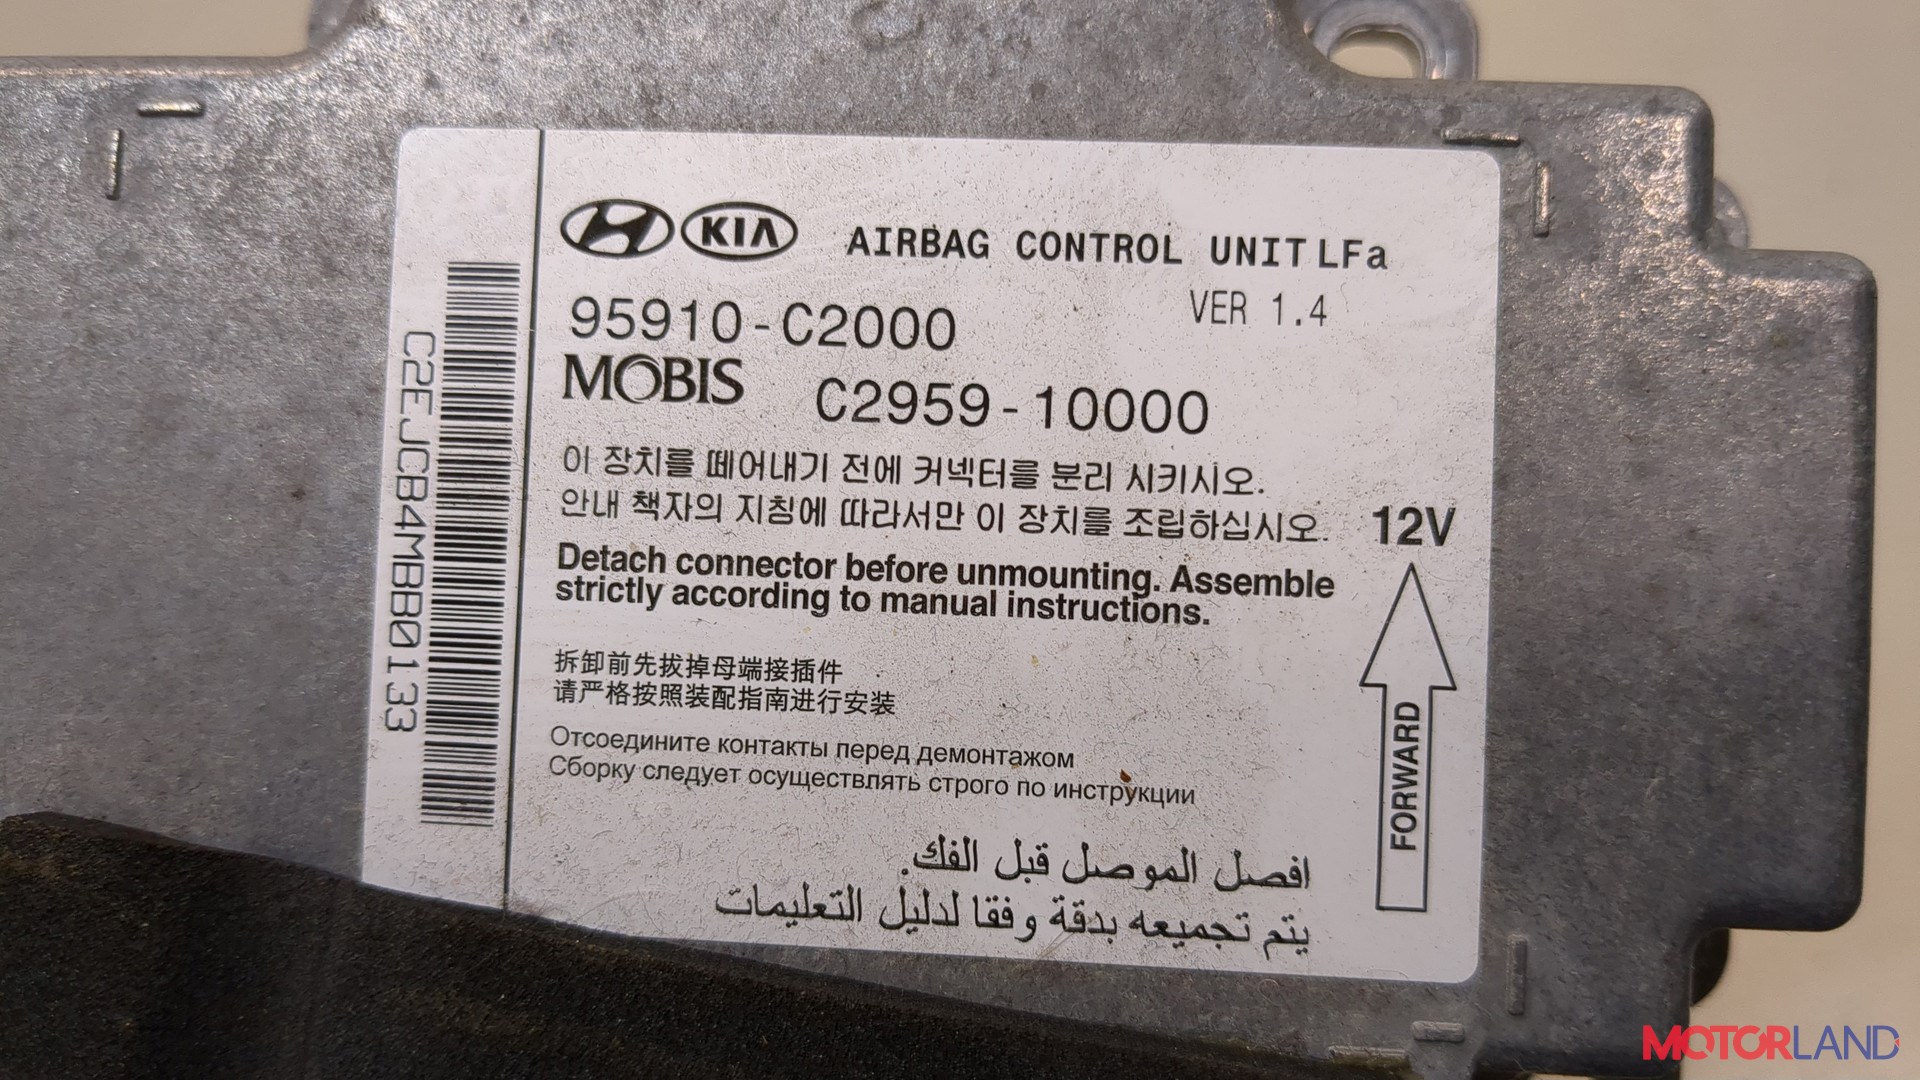 KIA AIRBAG CONTROL UNIT LFa
95910-C2000 VER 1.4
MOBIS C2959-10000
이 장치를 떼어내기 전에 커넥터를 분리 시키시오.
안내 책자의 지침에 따라서만 이 장치를 조립하십시오. 12V
Detach connector before unmounting. Assemble
strictly according to manual instructions.
拆卸前先拔掉母端接插件
请严格按照装配指南进行安装
Отсоедините контакты перед демонтажом
Сборку следует осуществлять строго по инструкции
افصل الموصل قبل الفك.
يتم تجميعه بدقة وفقا لدليل التعليمات
FORWARD
C2EJCB4MBB0133
MOTORLAND